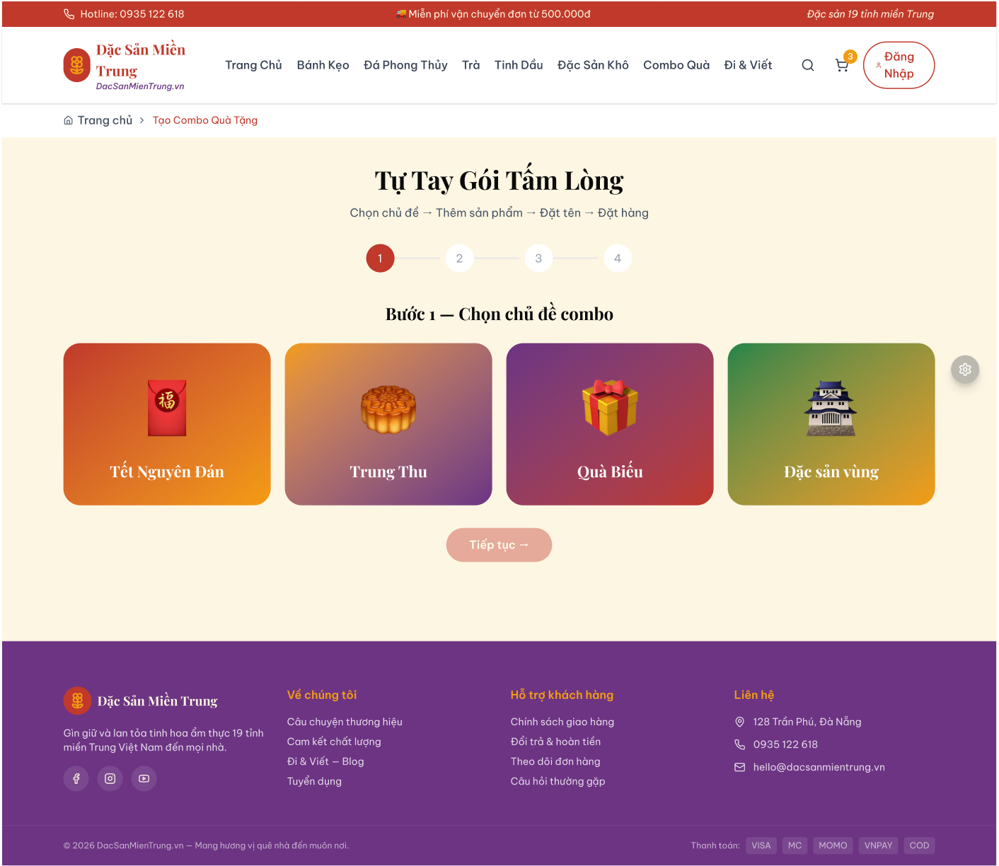 Hotline: 0935 122 618
🚚 Miễn phí vận chuyển đơn từ 500.000đ
Đặc sản 19 tỉnh miền Trung
Đặc Sản Miền
Trung
DacSanMienTrung.vn
Trang Chủ
Bánh Kẹo
Đá Phong Thủy
Trà
Tinh Dầu
Đặc Sản Khô
Combo Quà
Đi & Viết
3
Đăng
Nhập
Trang chủ
Tạo Combo Quà Tặng
Tự Tay Gói Tấm Lòng
Chọn chủ đề → Thêm sản phẩm → Đặt tên → Đặt hàng
1
2
3
4
Bước 1 — Chọn chủ đề combo
福
Tết Nguyên Đán
Trung Thu
Quà Biếu
Đặc sản vùng
Tiếp tục →
Đặc Sản Miền Trung
Gìn giữ và lan tỏa tinh hoa ẩm thực 19 tỉnh
miền Trung Việt Nam đến mọi nhà.
Về chúng tôi
Câu chuyện thương hiệu
Cam kết chất lượng
Đi & Viết — Blog
Tuyển dụng
Hỗ trợ khách hàng
Chính sách giao hàng
Đổi trả & hoàn tiền
Theo dõi đơn hàng
Câu hỏi thường gặp
Liên hệ
128 Trần Phú, Đà Nẵng
0935 122 618
hello@dacsanmientrung.vn
© 2026 DacSanMienTrung.vn — Mang hương vị quê nhà đến muôn nơi.
Thanh toán:
VISA
MC
MOMO
VNPAY
COD